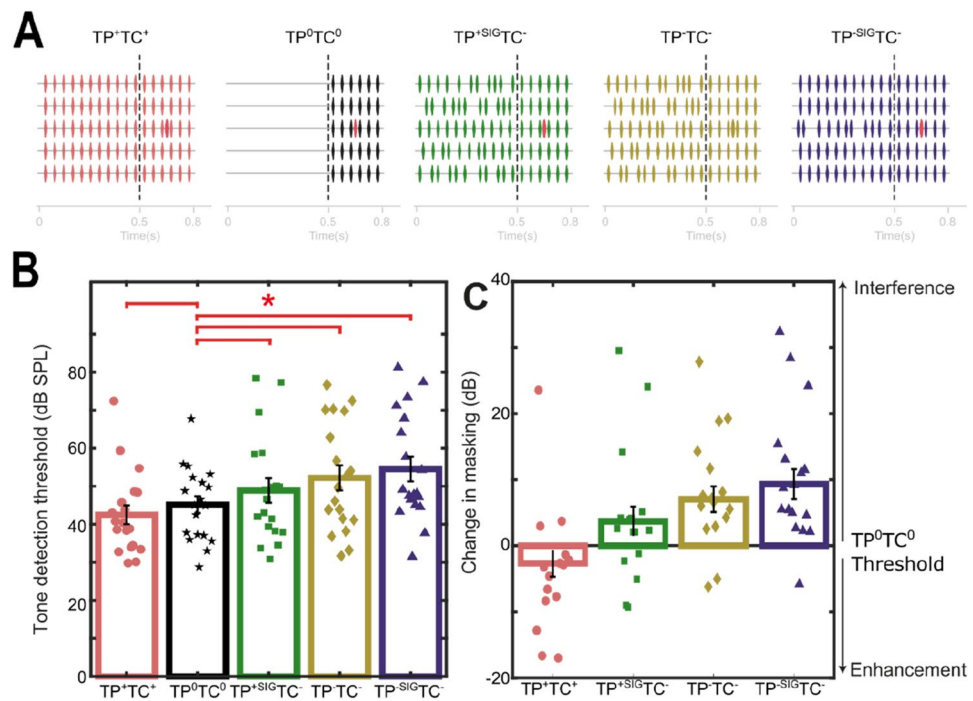 A
TP⁺TC⁺ TP⁰TC⁰ TP⁺ˢᴵᴳTC⁻ TP⁻TC⁻ TP⁻ˢᴵᴳTC⁻
0 0.5 0.8 0 0.5 0.8 0 0.5 0.8 0 0.5 0.8 0 0.5 0.8
Time(s) Time(s) Time(s) Time(s) Time(s)
B
Tone detection threshold (dB SPL)
80
60
40
20
0
*
TP⁺TC⁺ TP⁰TC⁰ TP⁺ˢᴵᴳTC⁻ TP⁻TC⁻ TP⁻ˢᴵᴳTC⁻
C
Change in masking (dB)
40
20
0
-20
Interference
TP⁰TC⁰
Threshold
Enhancement
TP⁺TC⁺ TP⁺ˢᴵᴳTC⁻ TP⁻TC⁻ TP⁻ˢᴵᴳTC⁻